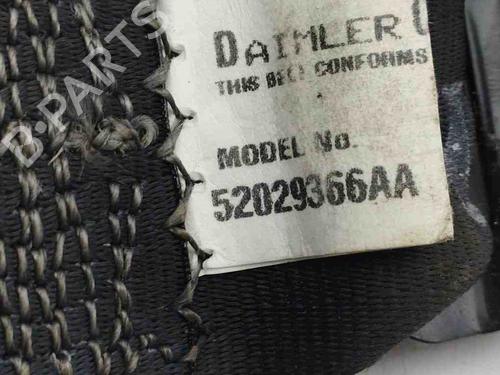 DAIMLER
THIS BELT CONFORMS
MODEL No.
52029366AA
B-PARTS